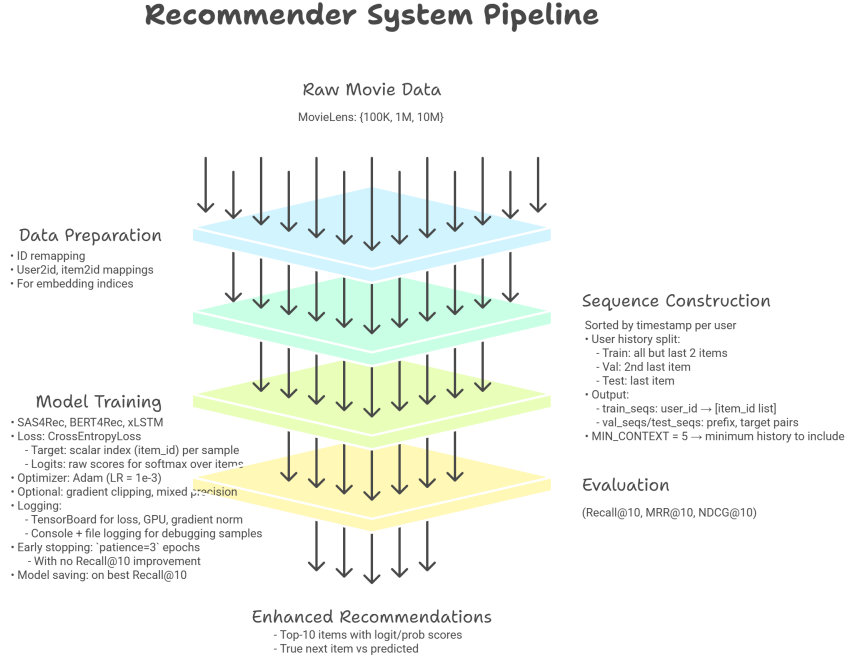 Recommender System Pipeline
Raw Movie Data
MovieLens: {100K, 1M, 10M}
Data Preparation
• ID remapping
• User2id, item2id mappings
• For embedding indices
Sequence Construction
Sorted by timestamp per user
• User history split:
- Train: all but last 2 items
- Val: 2nd last item
- Test: last item
• Output:
- train_seqs: user_id → [item_id list]
- val_seqs/test_seqs: prefix, target pairs
• MIN_CONTEXT = 5 → minimum history to include
Model Training
• SAS4Rec, BERT4Rec, xLSTM
• Loss: CrossEntropyLoss
- Target: scalar index (item_id) per sample
- Logits: raw scores for softmax over items
• Optimizer: Adam (LR = 1e-3)
• Optional: gradient clipping, mixed precision
• Logging:
- TensorBoard for loss, GPU, gradient norm
- Console + file logging for debugging samples
• Early stopping: `patience=3` epochs
- With no Recall@10 improvement
• Model saving: on best Recall@10
Evaluation
(Recall@10, MRR@10, NDCG@10)
Enhanced Recommendations
- Top-10 items with logit/prob scores
- True next item vs predicted